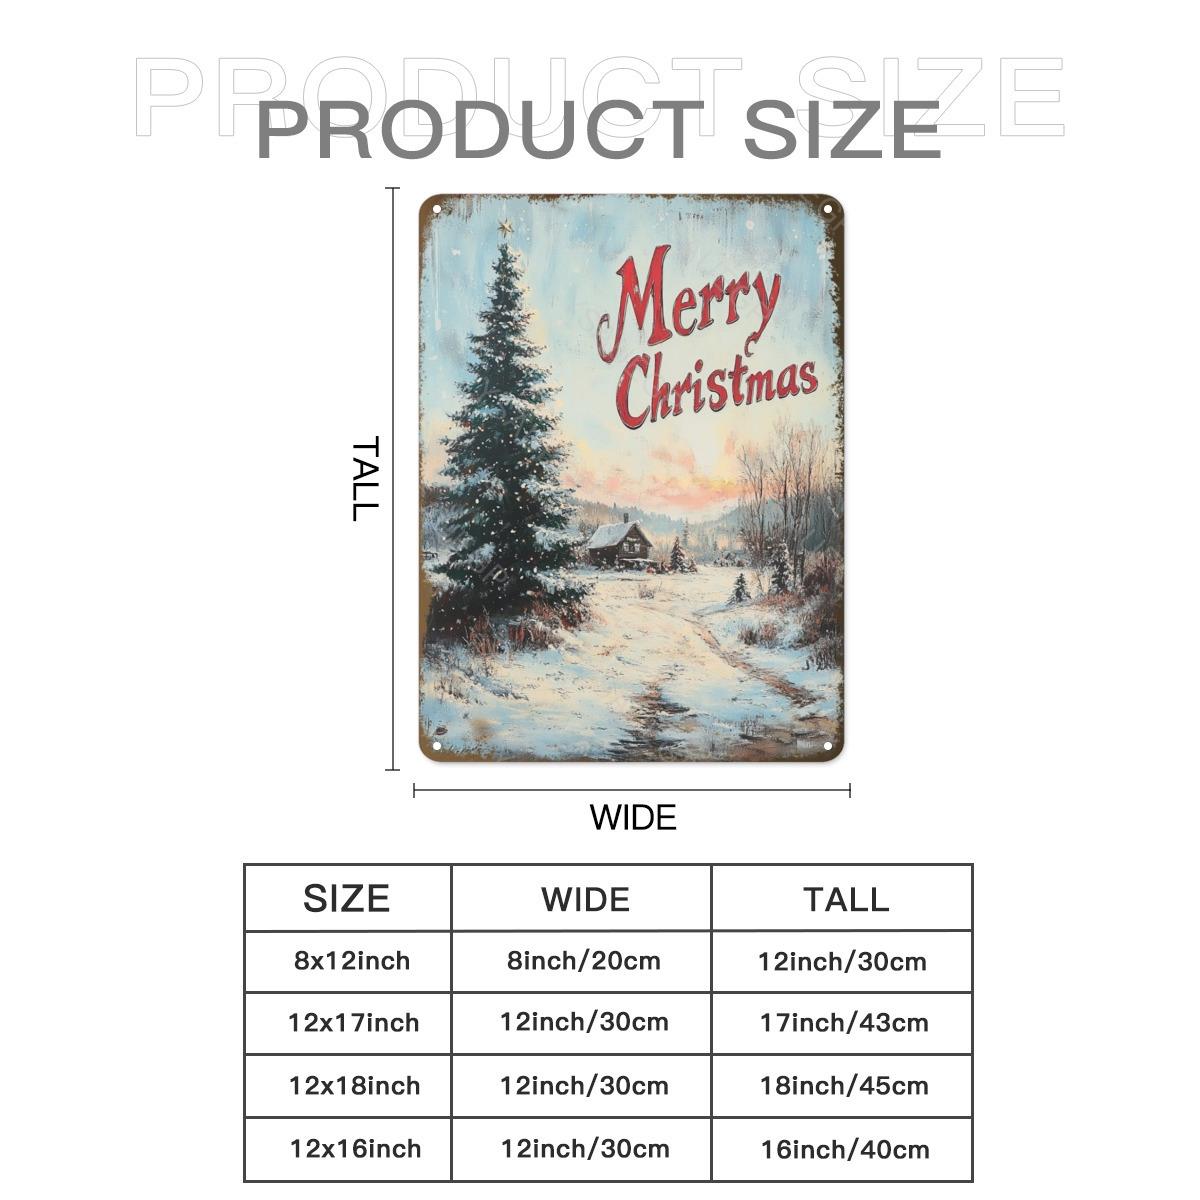 PRODUCT SIZE
PRODUCT SIZE
Merry
Christmas
TALL
WIDE
SIZE WIDE TALL
8x12inch 8inch/20cm 12inch/30cm
12x17inch 12inch/30cm 17inch/43cm
12x18inch 12inch/30cm 18inch/45cm
12x16inch 12inch/30cm 16inch/40cm